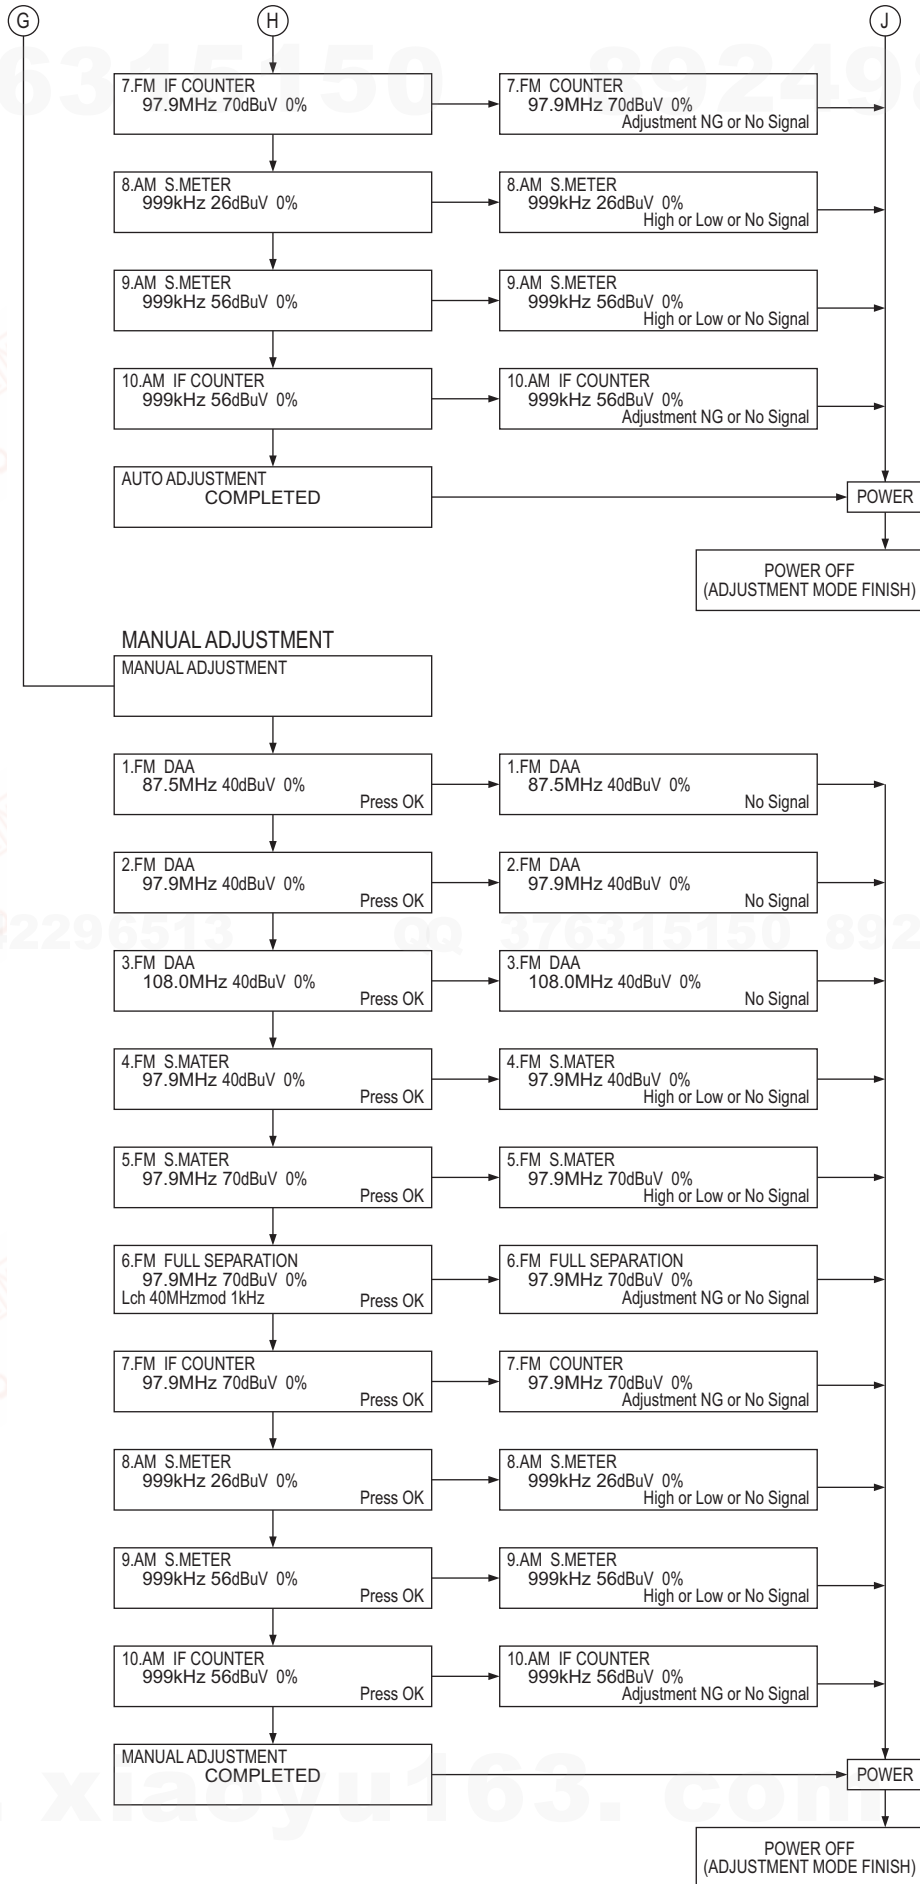 G
H
J
7.FM IF COUNTER
97.9MHz 70dBuV 0%
7.FM COUNTER
97.9MHz 70dBuV 0%
Adjustment NG or No Signal
8.AM S.METER
999kHz 26dBuV 0%
8.AM S.METER
999kHz 26dBuV 0%
High or Low or No Signal
9.AM S.METER
999kHz 56dBuV 0%
9.AM S.METER
999kHz 56dBuV 0%
High or Low or No Signal
10.AM IF COUNTER
999kHz 56dBuV 0%
10.AM IF COUNTER
999kHz 56dBuV 0%
Adjustment NG or No Signal
AUTO ADJUSTMENT
COMPLETED
POWER
POWER OFF
(ADJUSTMENT MODE FINISH)
MANUAL ADJUSTMENT
MANUAL ADJUSTMENT
1.FM DAA
87.5MHz 40dBuV 0%
Press OK
1.FM DAA
87.5MHz 40dBuV 0%
No Signal
2.FM DAA
97.9MHz 40dBuV 0%
Press OK
2.FM DAA
97.9MHz 40dBuV 0%
No Signal
3.FM DAA
108.0MHz 40dBuV 0%
Press OK
3.FM DAA
108.0MHz 40dBuV 0%
No Signal
4.FM S.MATER
97.9MHz 40dBuV 0%
Press OK
4.FM S.MATER
97.9MHz 40dBuV 0%
High or Low or No Signal
5.FM S.MATER
97.9MHz 70dBuV 0%
Press OK
5.FM S.MATER
97.9MHz 70dBuV 0%
High or Low or No Signal
6.FM FULL SEPARATION
97.9MHz 70dBuV 0%
Lch 40MHzmod 1kHz Press OK
6.FM FULL SEPARATION
97.9MHz 70dBuV 0%
Adjustment NG or No Signal
7.FM IF COUNTER
97.9MHz 70dBuV 0%
Press OK
7.FM COUNTER
97.9MHz 70dBuV 0%
Adjustment NG or No Signal
8.AM S.METER
999kHz 26dBuV 0%
Press OK
8.AM S.METER
999kHz 26dBuV 0%
High or Low or No Signal
9.AM S.METER
999kHz 56dBuV 0%
Press OK
9.AM S.METER
999kHz 56dBuV 0%
High or Low or No Signal
10.AM IF COUNTER
999kHz 56dBuV 0%
Press OK
10.AM IF COUNTER
999kHz 56dBuV 0%
Adjustment NG or No Signal
MANUAL ADJUSTMENT
COMPLETED
POWER
POWER OFF
(ADJUSTMENT MODE FINISH)
6315150 89249
2296513 QQ 376315150 892
. xiaoyu163. com